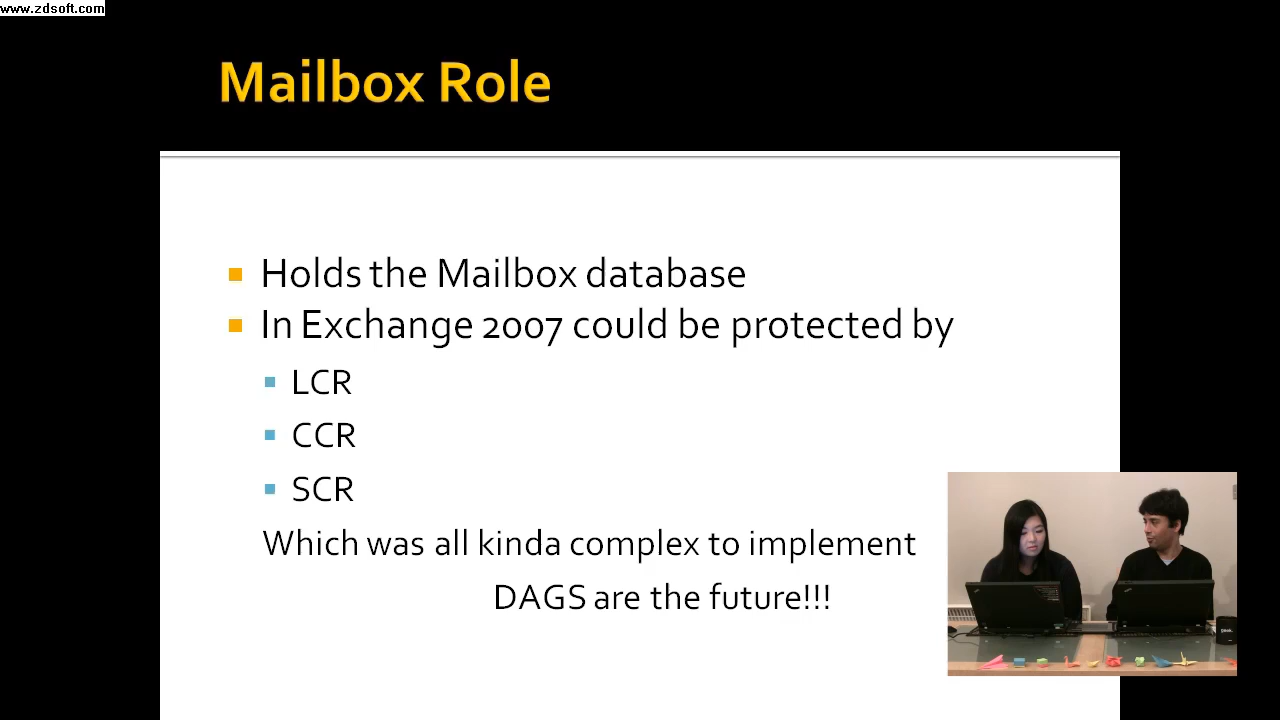 www.zdsoft.com
Mailbox Role
Holds the Mailbox database
In Exchange 2007 could be protected by
LCR
CCR
SCR
Which was all kinda complex to implement
DAGS are the future!!!